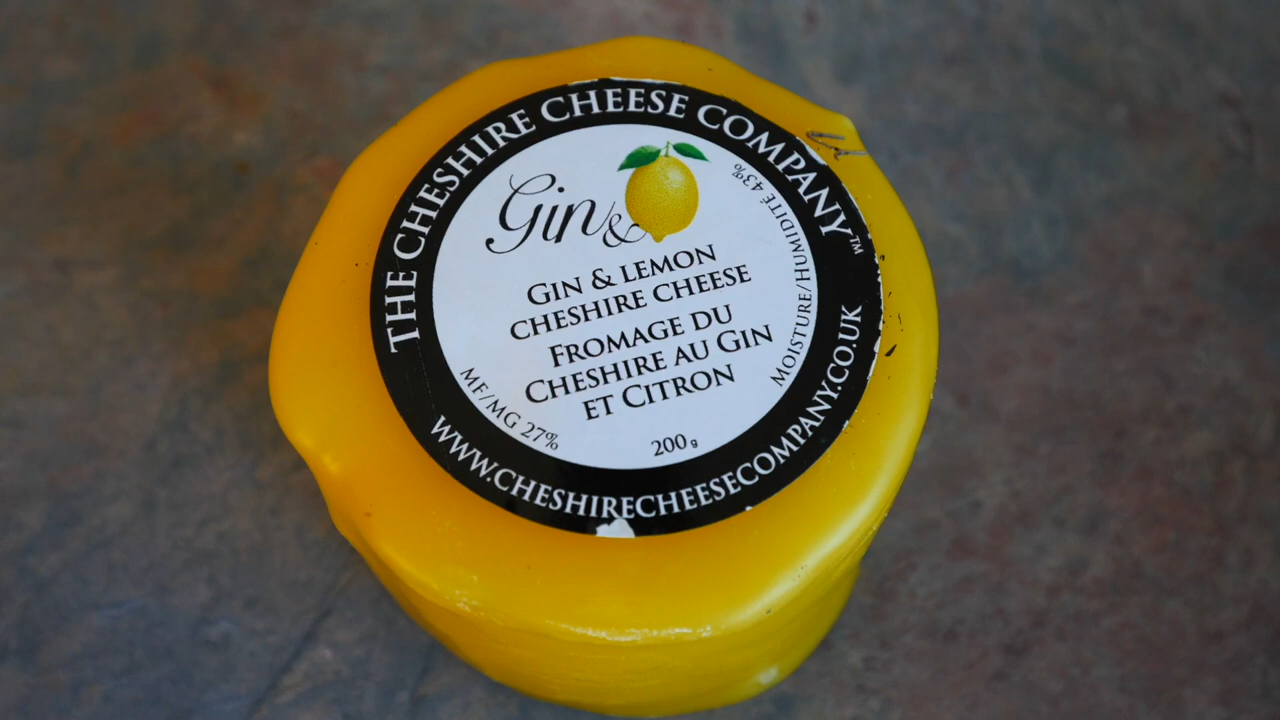 THE CHESHIRE CHEESE COMPANY™
Gin &
GIN & LEMON
CHESHIRE CHEESE
FROMAGE DU
CHESHIRE AU GIN
ET CITRON
MF/MG 27%
MOISTURE/HUMIDITÉ 43%
200g
WWW.CHESHIRECHEESECOMPANY.CO.UK